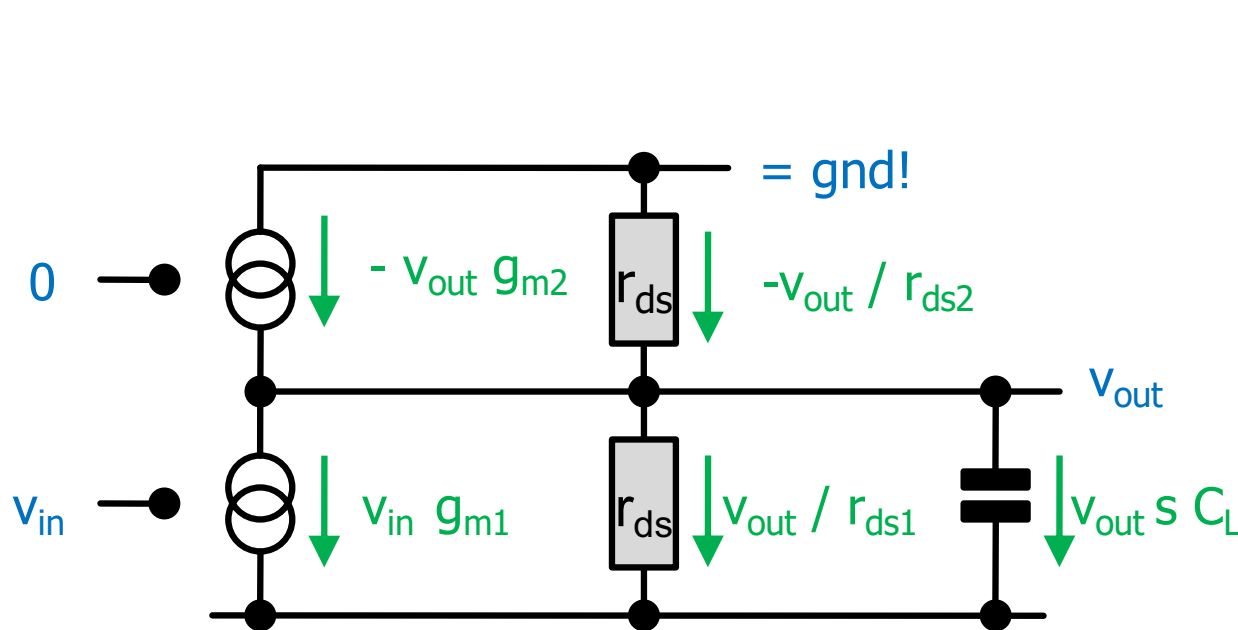 = gnd!
0
- vout gm2
rds
-vout / rds2
vout
vin
vin gm1
rds
vout / rds1
vout s CL